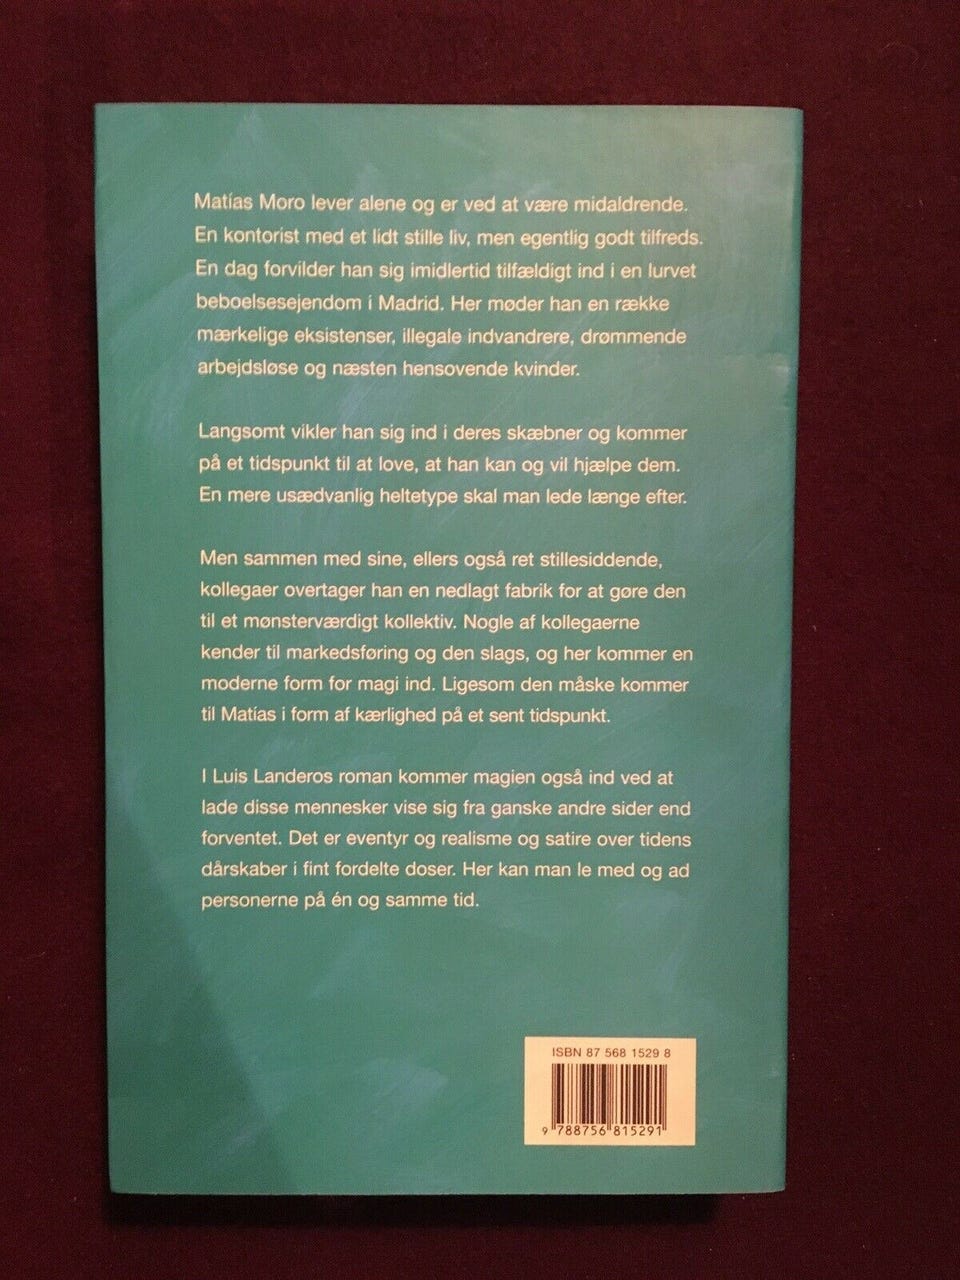 Matías Moro lever alene og er ved at være midaldrende.
En kontorist med et lidt stille liv, men egentlig godt tilfreds.
En dag forvilder han sig imidlertid tilfældigt ind i en lurvet
beboelsesejendom i Madrid. Her møder han en række
mærkelige eksistenser, illegale indvandrere, drømmende
arbejdsløse og næsten hensovende kvinder.
Langsomt vikler han sig ind i deres skæbner og kommer
på et tidspunkt til at love, at han kan og vil hjælpe dem.
En mere usædvanlig heltetype skal man lede længe efter.
Men sammen med sine, ellers også ret stillesiddende,
kollegaer overtager han en nedlagt fabrik for at gøre den
til et mønsterværdigt kollektiv. Nogle af kollegaerne
kender til markedsføring og den slags, og her kommer en
moderne form for magi ind. Ligesom den måske kommer
til Matías i form af kærlighed på et sent tidspunkt.
I Luis Landeros roman kommer magien også ind ved at
lade disse mennesker vise sig fra ganske andre sider end
forventet. Det er eventyr og realisme og satire over tidens
dårskaber i fint fordelte doser. Her kan man le med og ad
personerne på én og samme tid.
ISBN 87 568 1529 8
9 788756 815291